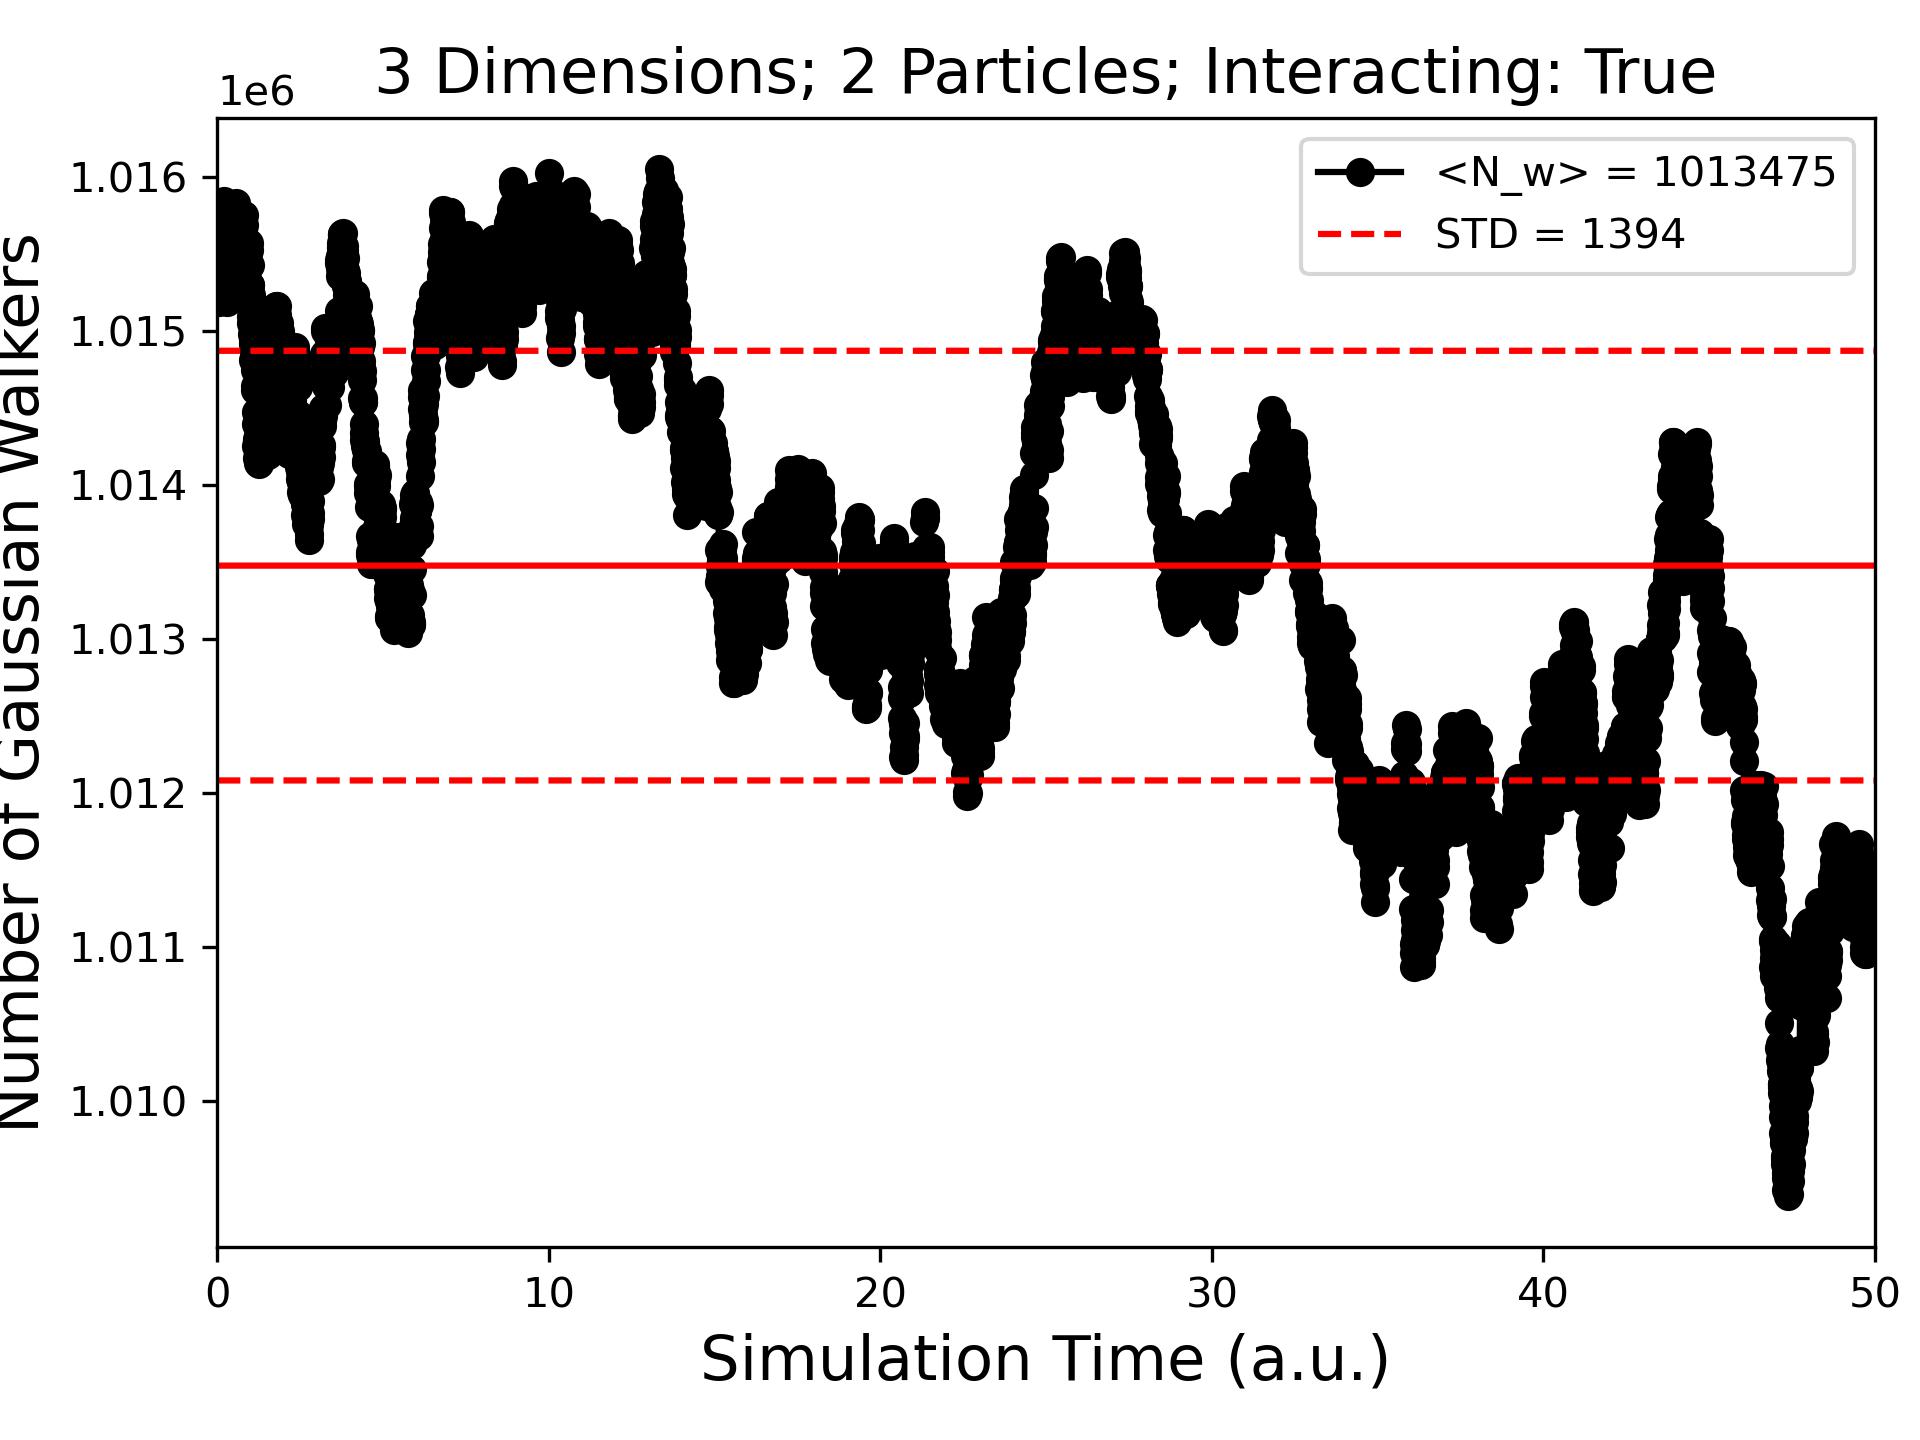 3 Dimensions; 2 Particles; Interacting: True
1e6
<N_w> = 1013475
STD = 1394
Number of Gaussian Walkers
1.016
1.015
1.014
1.013
1.012
1.011
1.010
0 10 20 30 40 50
Simulation Time (a.u.)